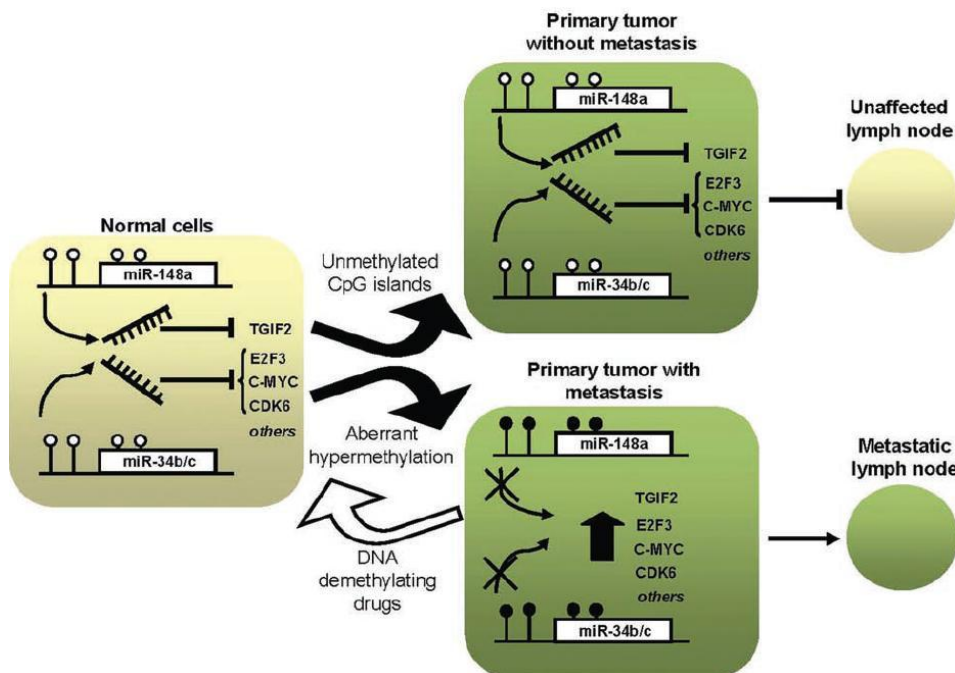 Primary tumor
without metastasis
miR-148a
TGIF2
E2F3
C-MYC
CDK6
others
miR-34b/c
Unaffected
lymph node
Normal cells
miR-148a
TGIF2
E2F3
C-MYC
CDK6
others
miR-34b/c
Unmethylated
CpG islands
Aberrant
hypermethylation
DNA
demethylating
drugs
Primary tumor with
metastasis
miR-148a
TGIF2
E2F3
C-MYC
CDK6
others
miR-34b/c
Metastatic
lymph node